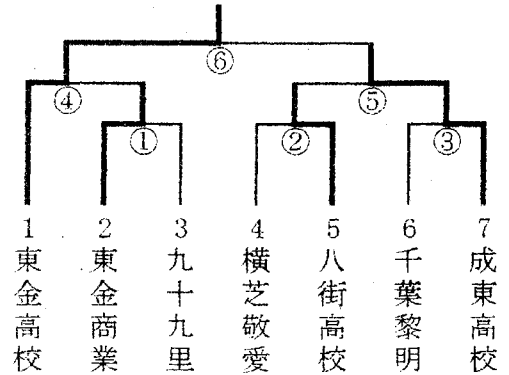 ⑥
④
⑤
①
②
③
1 東金高校
2 東金商業
3 九十九里
4 横芝敬愛
5 八街高校
6 千葉黎明
7 成東高校